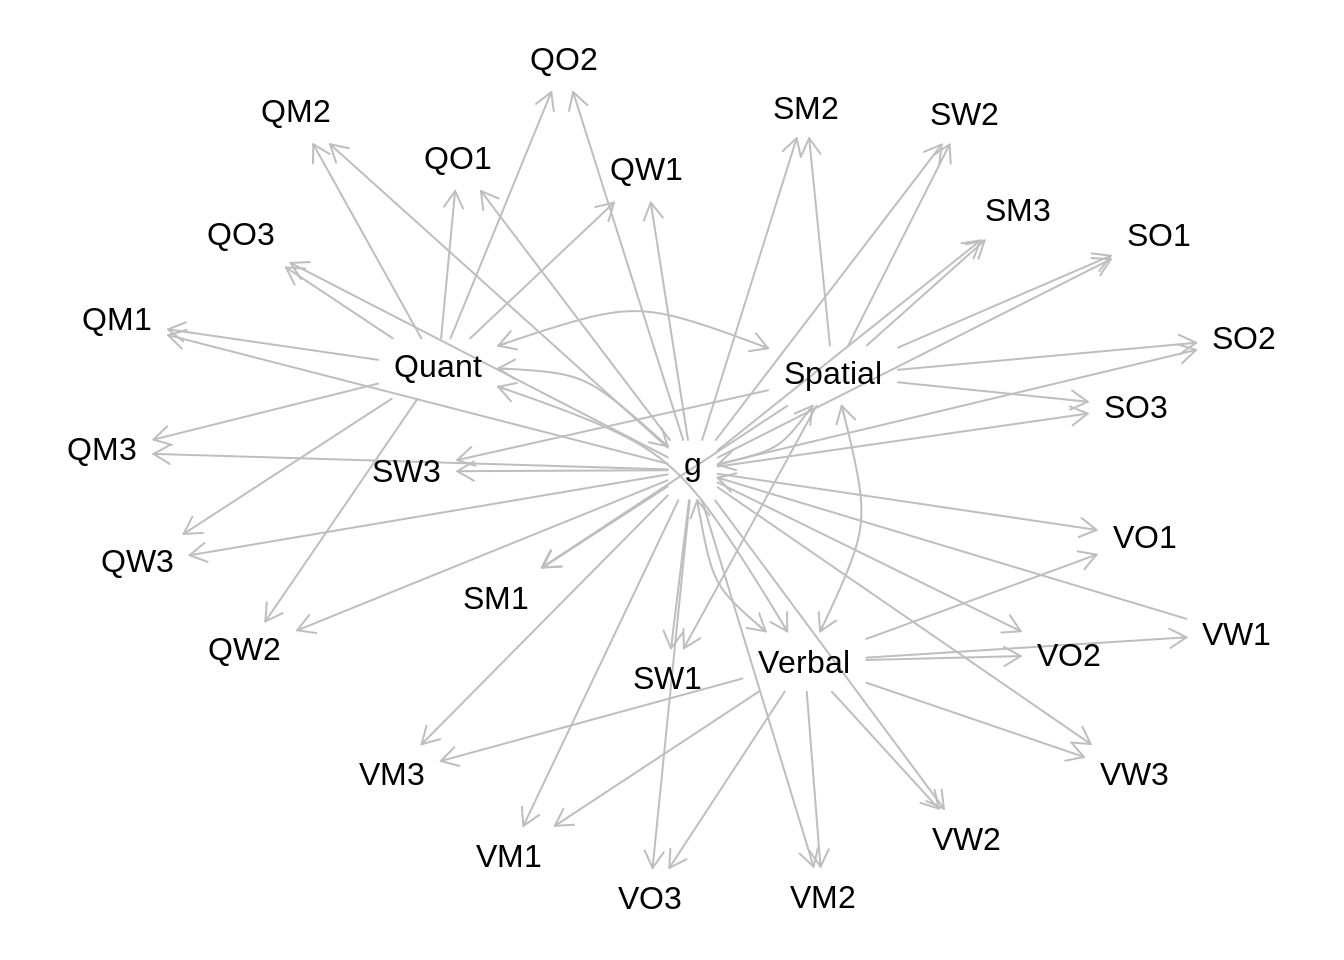 QO2
QM2
SM2
SW2
QO1
QW1
SM3
QO3
SO1
QM1
SO2
Quant
Spatial
SO3
QM3
SW3
g
VO1
QW3
SM1
VW1
QW2
VO2
Verbal
SW1
VM3
VW3
VW2
VM1
VO3
VM2